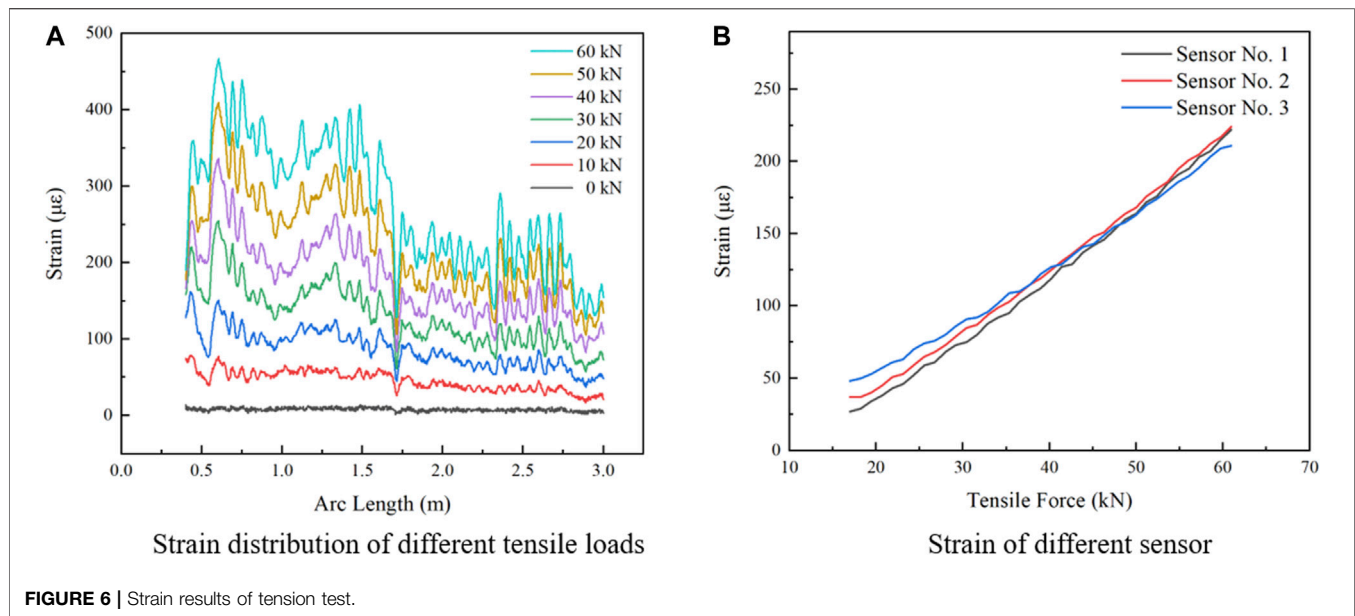 A
500
400
300
200
100
0
Strain (με)
60 kN
50 kN
40 kN
30 kN
20 kN
10 kN
0 kN
0.0 0.5 1.0 1.5 2.0 2.5 3.0
Arc Length (m)
Strain distribution of different tensile loads
B
250
200
150
100
50
0
Strain (με)
Sensor No. 1
Sensor No. 2
Sensor No. 3
10 20 30 40 50 60 70
Tensile Force (kN)
Strain of different sensor
FIGURE 6 | Strain results of tension test.